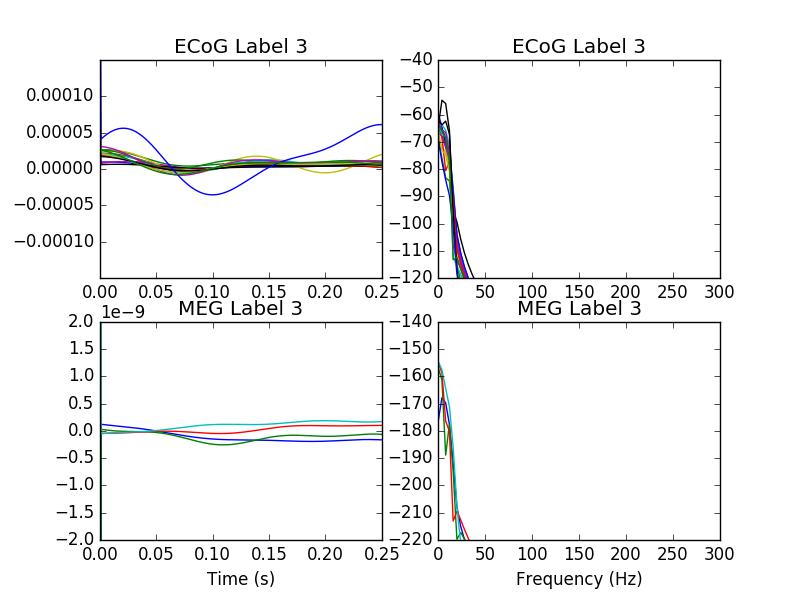 ECoG Label 3
0.00010
0.00005
0.00000
−0.00005
−0.00010
0.00 0.05 0.10 0.15 0.20 0.25
ECoG Label 3
−40
−50
−60
−70
−80
−90
−100
−110
−120
0 50 100 150 200 250 300
1e−9
MEG Label 3
2.0
1.5
1.0
0.5
0.0
−0.5
−1.0
−1.5
−2.0
0.00 0.05 0.10 0.15 0.20 0.25
Time (s)
MEG Label 3
−140
−150
−160
−170
−180
−190
−200
−210
−220
0 50 100 150 200 250 300
Frequency (Hz)